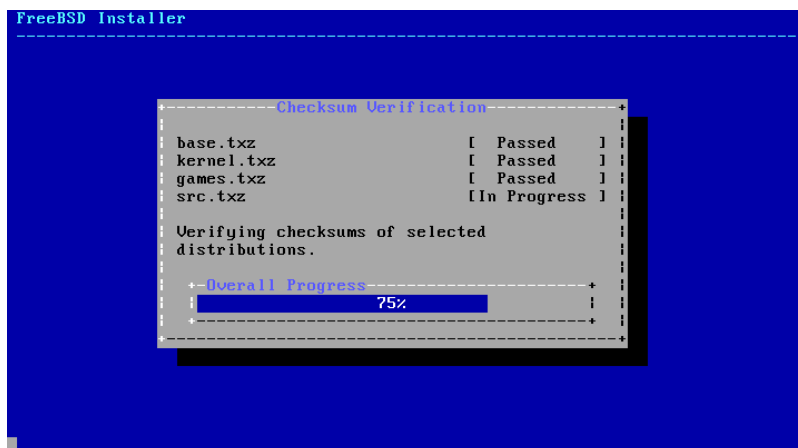 FreeBSD Installer
Checksum Verification
base.txz [ Passed ]
kernel.txz [ Passed ]
games.txz [ Passed ]
src.txz [In Progress ]
Verifying checksums of selected
distributions.
Overall Progress
75%